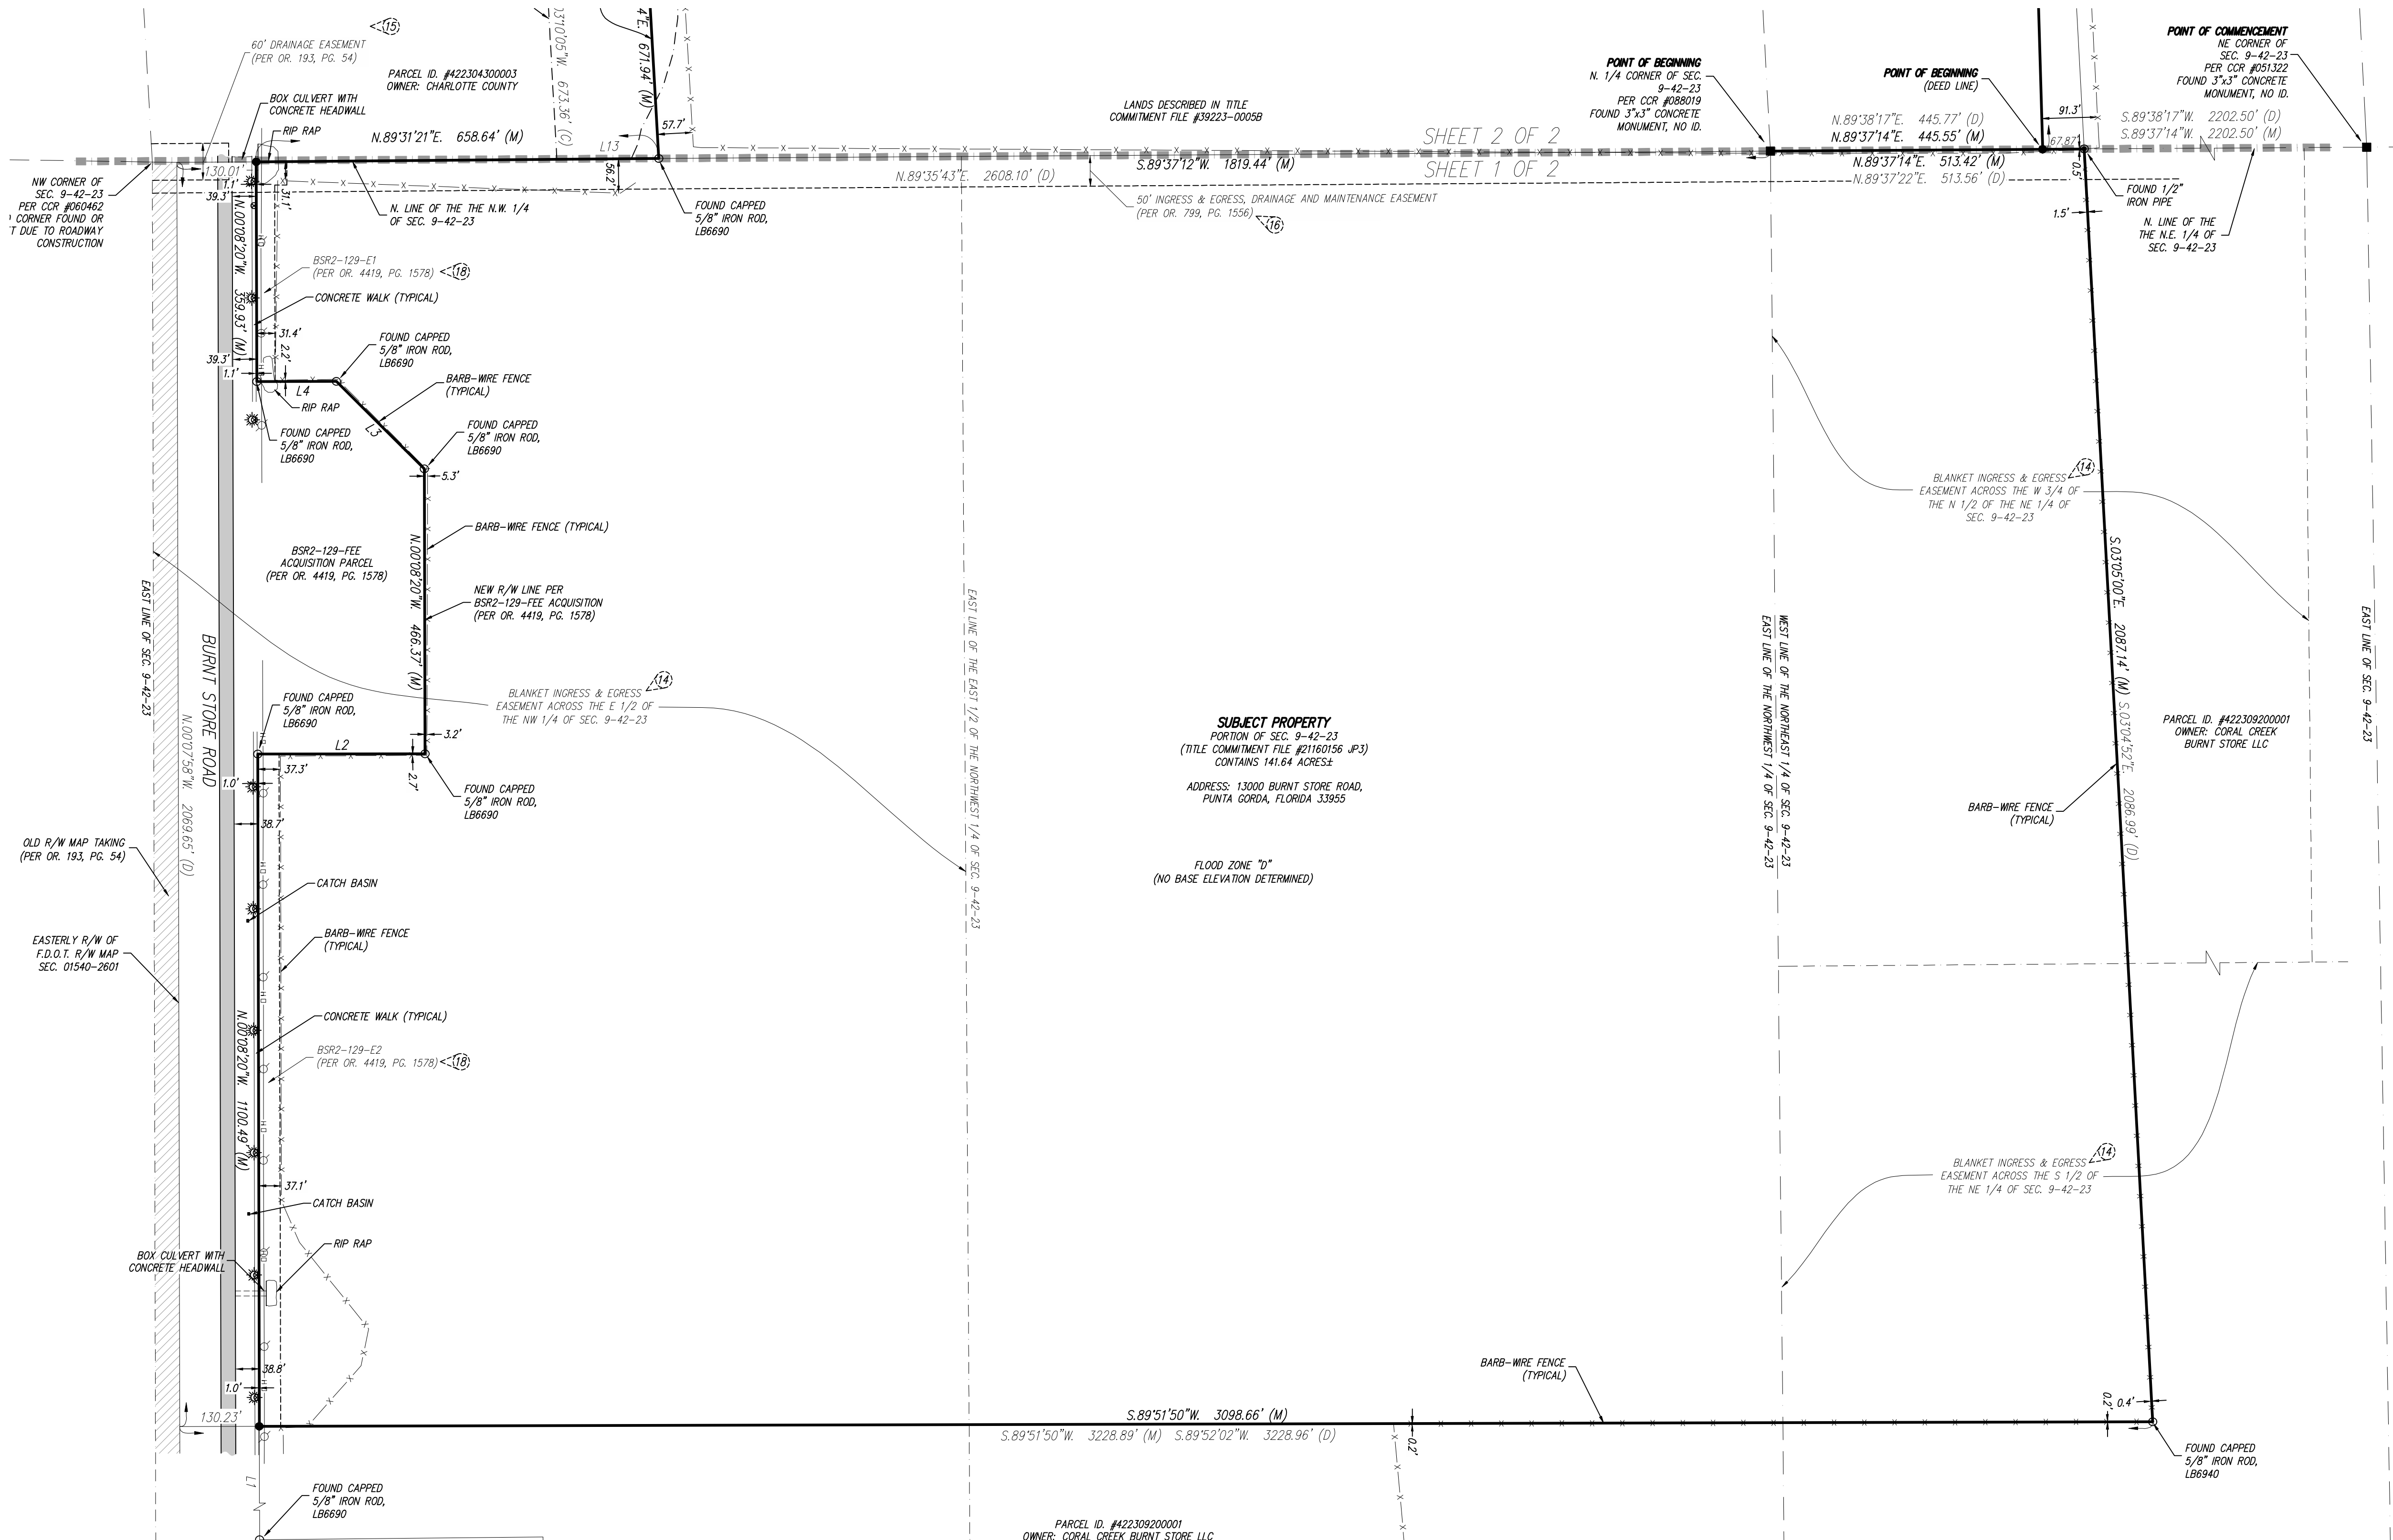 15
60' DRAINAGE EASEMENT
(PER OR. 193, PG. 54)
PARCEL ID. #422304300003
OWNER: CHARLOTTE COUNTY
BOX CULVERT WITH
CONCRETE HEADWALL
RIP RAP
N.89°31'21"E. 658.64' (M)
03°10'05"W. 673.36' (C)
4"E. 671.94' (M)
57.7'
L13
56.2'
LANDS DESCRIBED IN TITLE
COMMITMENT FILE #39223-0005B
SHEET 2 OF 2
SHEET 1 OF 2
S.89°37'12"W. 1819.44' (M)
N.89°35'43"E. 2608.10' (D)
POINT OF BEGINNING
N. 1/4 CORNER OF SEC.
9-42-23
PER CCR #088019
FOUND 3"x3" CONCRETE
MONUMENT, NO ID.
POINT OF BEGINNING
(DEED LINE)
N.89°38'17"E. 445.77' (D)
N.89°37'14"E. 445.55' (M)
N.89°37'14"E. 513.42' (M)
N.89°37'22"E. 513.56' (D)
91.3'
67.87'
0.5'
1.5'
S.89°38'17"W. 2202.50' (D)
S.89°37'14"W. 2202.50' (M)
POINT OF COMMENCEMENT
NE CORNER OF
SEC. 9-42-23
PER CCR #051322
FOUND 3"x3" CONCRETE
MONUMENT, NO ID.
FOUND 1/2"
IRON PIPE
N. LINE OF THE
THE N.E. 1/4 OF
SEC. 9-42-23
NW CORNER OF
SEC. 9-42-23
PER CCR #060462
CORNER FOUND OR
T DUE TO ROADWAY
CONSTRUCTION
130.01'
1.1'
39.3'
31.1'
N. LINE OF THE THE N.W. 1/4
OF SEC. 9-42-23
FOUND CAPPED
5/8" IRON ROD,
LB6690
50' INGRESS & EGRESS, DRAINAGE AND MAINTENANCE EASEMENT
(PER OR. 799, PG. 1556)
16
N.00°08'20"W. 359.93' (M)
BSR2-129-E1
(PER OR. 4419, PG. 1578)
18
CONCRETE WALK (TYPICAL)
31.4'
2.2'
39.3'
1.1'
L4
RIP RAP
FOUND CAPPED
5/8" IRON ROD,
LB6690
BARB-WIRE FENCE
(TYPICAL)
L3
FOUND CAPPED
5/8" IRON ROD,
LB6690
FOUND CAPPED
5/8" IRON ROD,
LB6690
5.3'
BARB-WIRE FENCE (TYPICAL)
BSR2-129-FEE
ACQUISITION PARCEL
(PER OR. 4419, PG. 1578)
N.00°08'20"W. 466.37' (M)
NEW R/W LINE PER
BSR2-129-FEE ACQUISITION
(PER OR. 4419, PG. 1578)
BLANKET INGRESS & EGRESS
EASEMENT ACROSS THE W 3/4 OF
THE N 1/2 OF THE NE 1/4 OF
SEC. 9-42-23
14
EAST LINE OF SEC. 9-42-23
BURNT STORE ROAD
N.00°07'58"W. 2069.65' (D)
FOUND CAPPED
5/8" IRON ROD,
LB6690
L2
3.2'
2.7'
BLANKET INGRESS & EGRESS
EASEMENT ACROSS THE E 1/2 OF
THE NW 1/4 OF SEC. 9-42-23
14
EAST LINE OF THE EAST 1/2 OF THE NORTHWEST 1/4 OF SEC. 9-42-23
SUBJECT PROPERTY
PORTION OF SEC. 9-42-23
(TITLE COMMITMENT FILE #21160156 JP3)
CONTAINS 141.64 ACRES±
ADDRESS: 13000 BURNT STORE ROAD,
PUNTA GORDA, FLORIDA 33955
FLOOD ZONE "D"
(NO BASE ELEVATION DETERMINED)
WEST LINE OF THE NORTHEAST 1/4 OF SEC. 9-42-23
EAST LINE OF THE NORTHWEST 1/4 OF SEC. 9-42-23
S.03°05'00"E. 2087.14' (M)
S.03°04'52"E. 2086.99' (D)
BARB-WIRE FENCE
(TYPICAL)
PARCEL ID. #422309200001
OWNER: CORAL CREEK
BURNT STORE LLC
EAST LINE OF SEC. 9-42-23
37.3'
1.0'
38.7'
FOUND CAPPED
5/8" IRON ROD,
LB6690
OLD R/W MAP TAKING
(PER OR. 193, PG. 54)
CATCH BASIN
BARB-WIRE FENCE
(TYPICAL)
EASTERLY R/W OF
F.D.O.T. R/W MAP
SEC. 01540-2601
CONCRETE WALK (TYPICAL)
N.00°08'20"W. 1100.49' (M)
BSR2-129-E2
(PER OR. 4419, PG. 1578)
18
37.1'
CATCH BASIN
RIP RAP
BOX CULVERT WITH
CONCRETE HEADWALL
BLANKET INGRESS & EGRESS
EASEMENT ACROSS THE S 1/2 OF
THE NE 1/4 OF SEC. 9-42-23
14
38.8'
1.0'
130.23'
BARB-WIRE FENCE
(TYPICAL)
S.89°51'50"W. 3098.66' (M)
S.89°51'50"W. 3228.89' (M) S.89°52'02"W. 3228.96' (D)
0.2'
0.2'
0.4'
FOUND CAPPED
5/8" IRON ROD,
LB6940
L1
FOUND CAPPED
5/8" IRON ROD,
LB6690
PARCEL ID. #422309200001
OWNER: CORAL CREEK BURNT STORE LLC